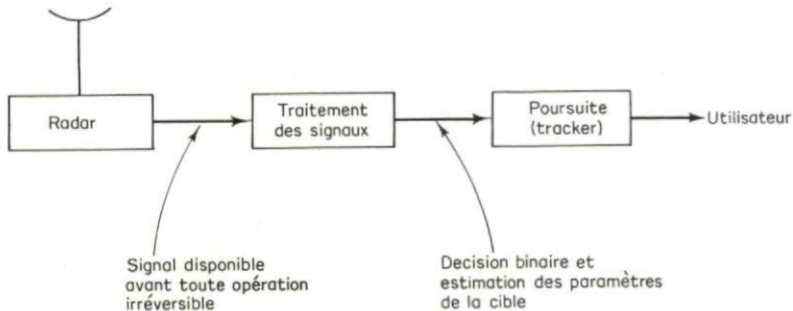 Radar
Traitement
des signaux
Poursuite
(tracker)
Utilisateur
Signal disponible
avant toute opération
irréversible
Decision binaire et
estimation des paramètres
de la cible